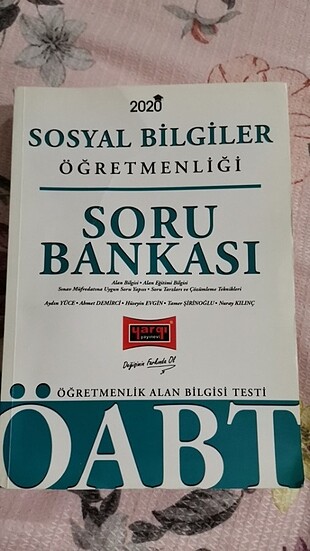 2020
SOSYAL BİLGİLER
ÖĞRETMENLİĞİ
SORU
BANKASI
Alan Bilgisi • Alan Eğitimi Bilgisi
Sınav Müfredatına Uygun Soru Yapısı • Soru Tarzları ve Çözümleme Teknikleri
Aydın YÜCE • Ahmet DEMİRCİ • Hüseyin EVGİN • Tamer ŞİRİNOĞLU • Nuray KILINÇ
yargı
yayınevi
Değişimin Farkında Ol
ÖĞRETMENLİK ALAN BİLGİSİ TESTİ
ÖABT